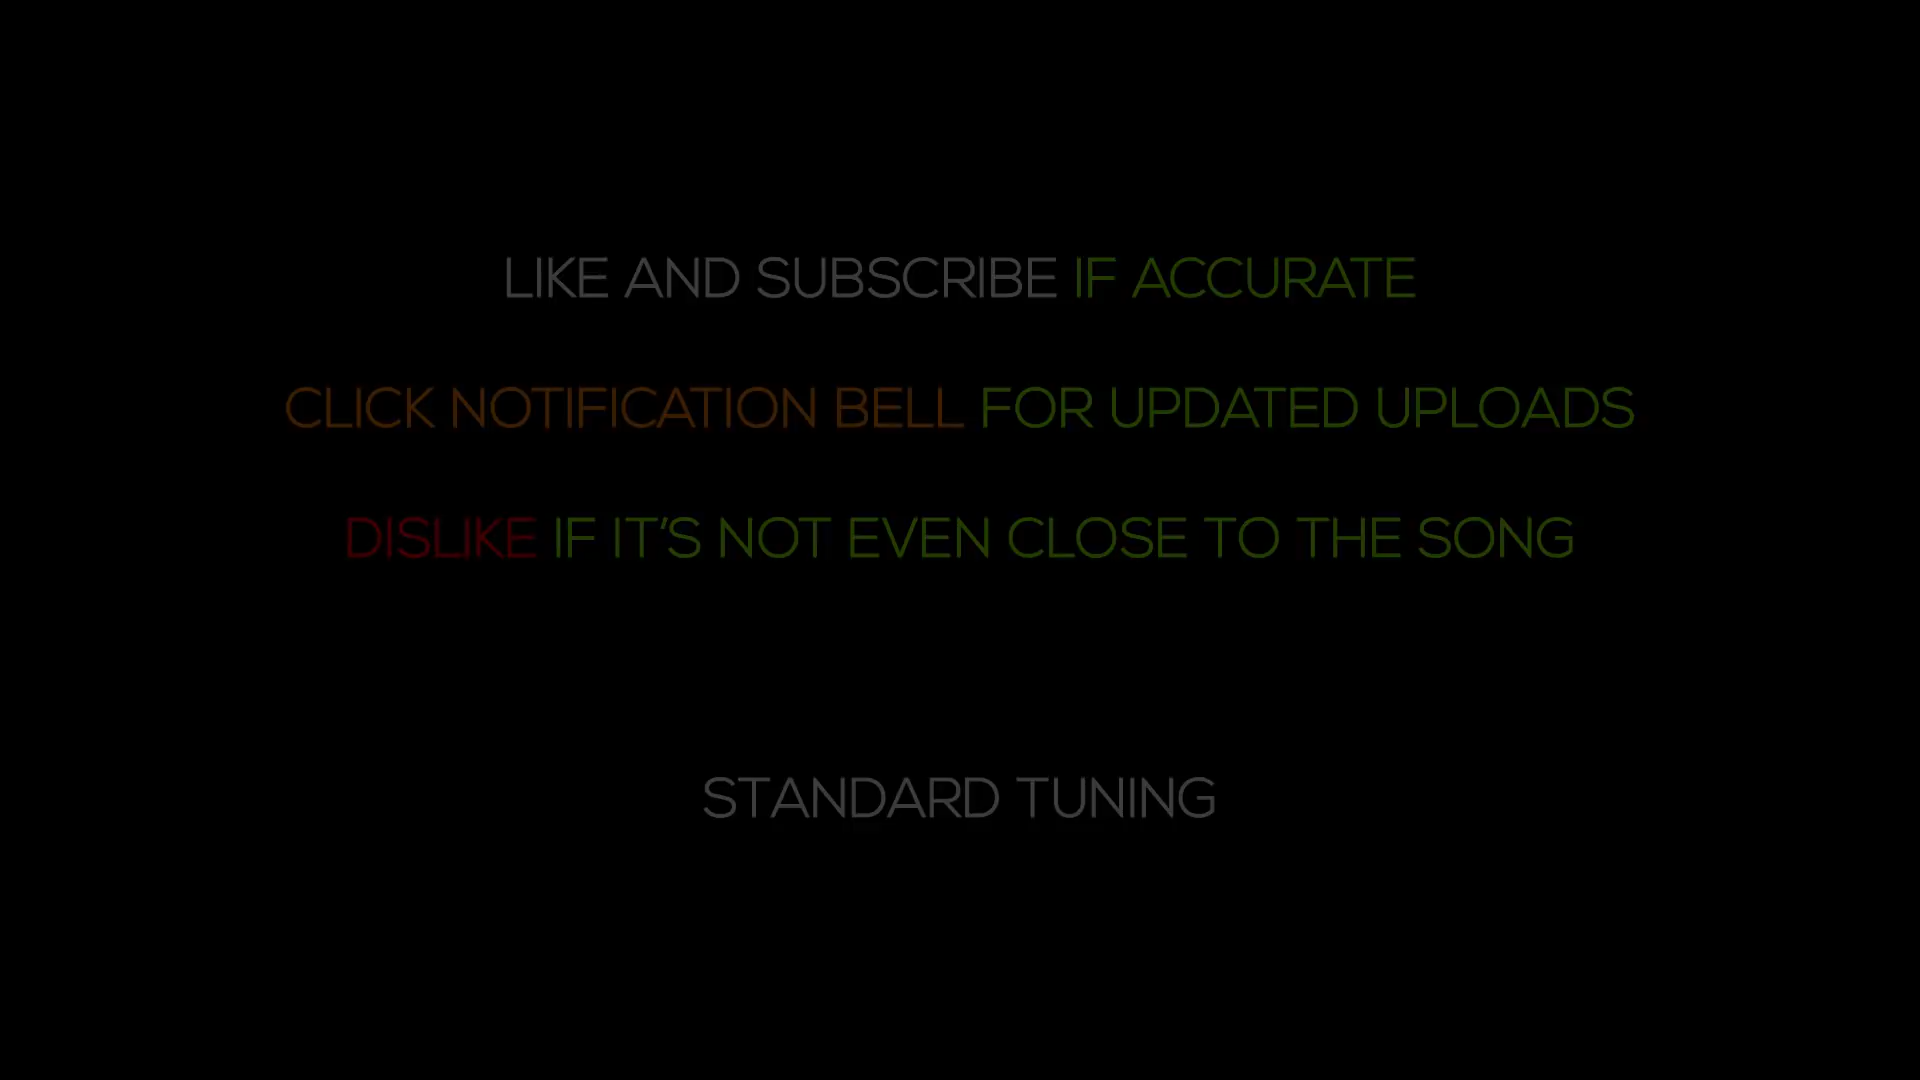 LIKE AND SUBSCRIBE IF ACCURATE
CLICK NOTIFICATION BELL FOR UPDATED UPLOADS
DISLIKE IF IT'S NOT EVEN CLOSE TO THE SONG
STANDARD TUNING